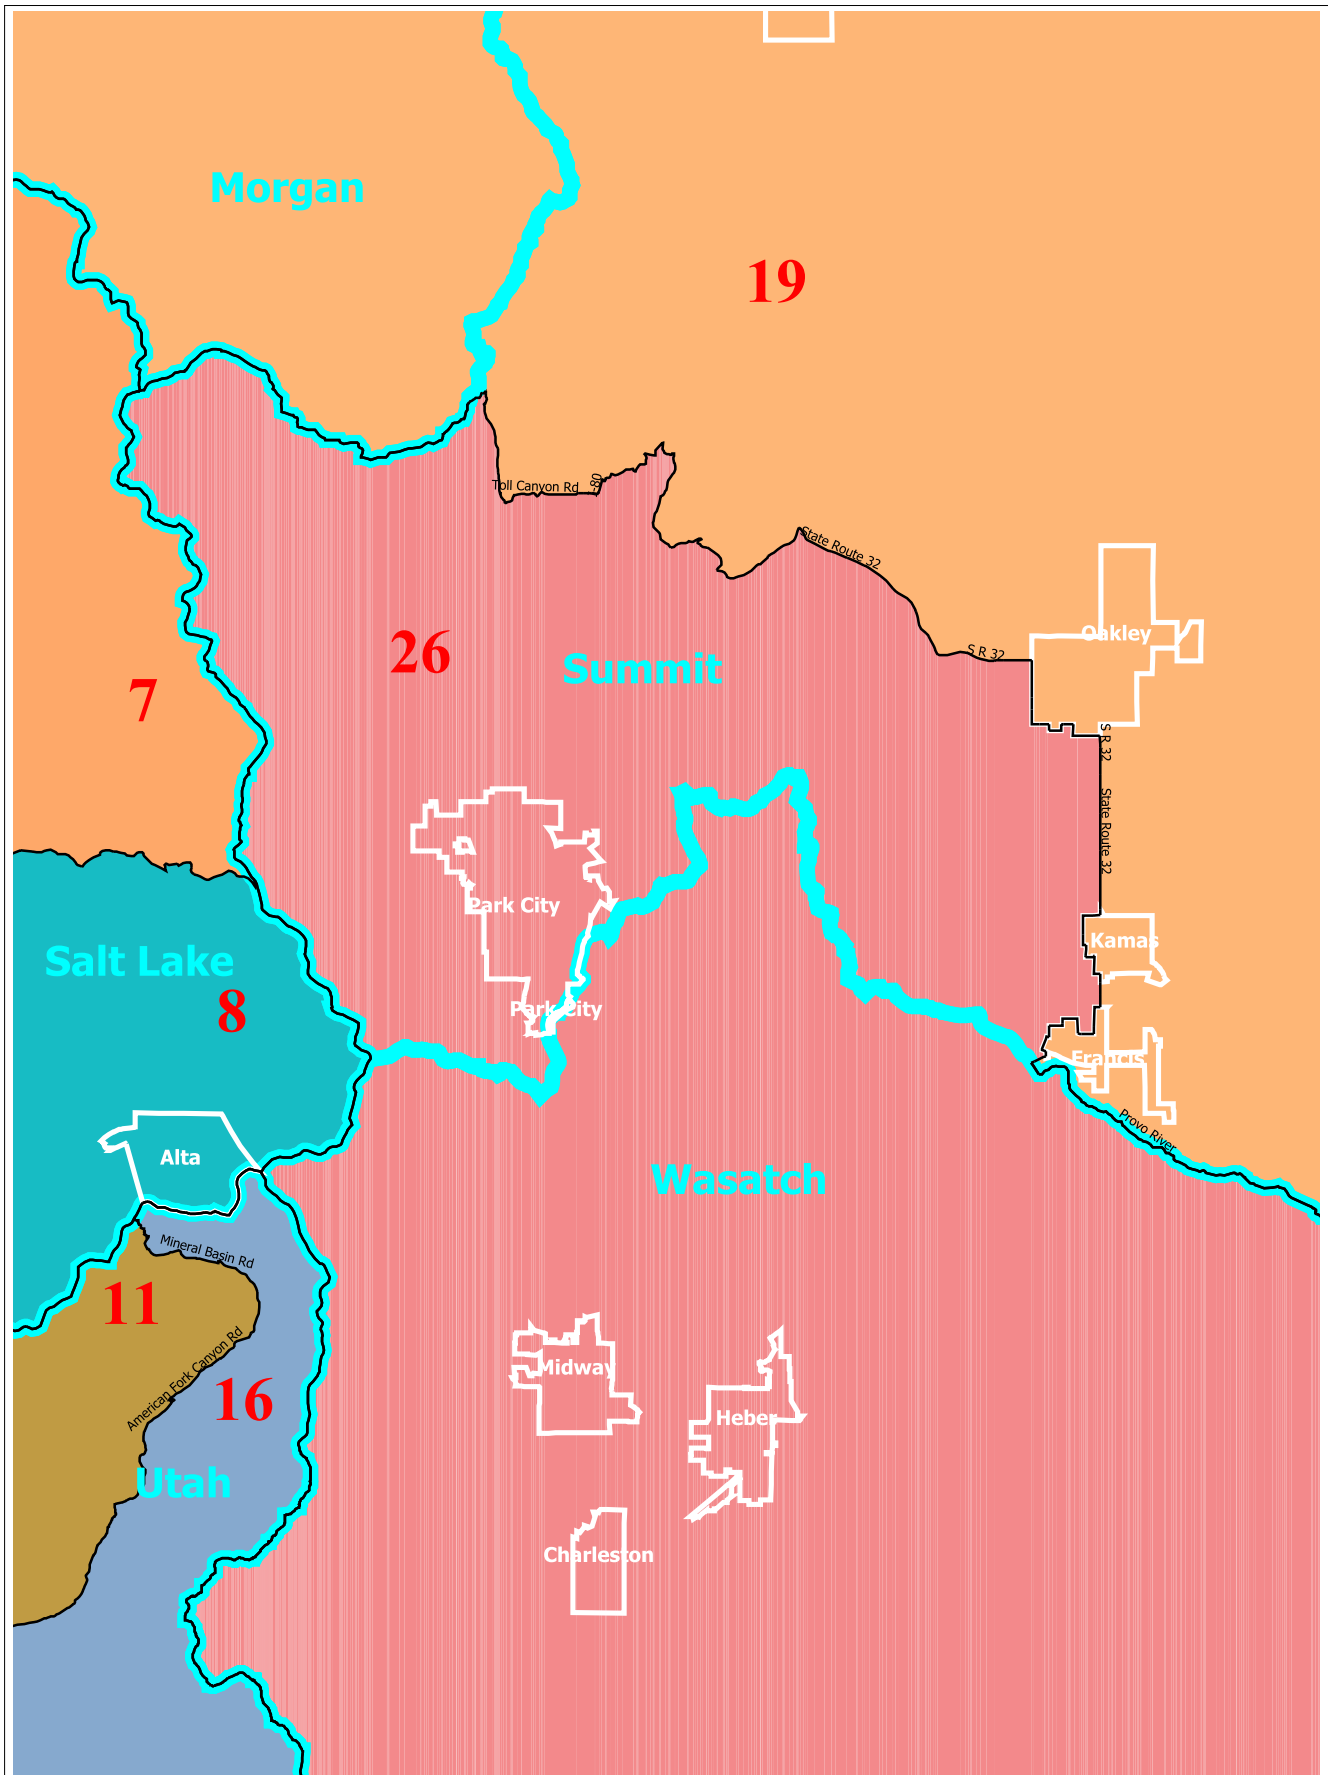 Morgan
19
Toll Canyon Rd
I-80
State Route 32
Oakley
26
Summit
S R 32
7
S R 32
State Route 32
Park City
Kamas
Salt Lake
8
Park City
Francis
Provo River
Alta
Wasatch
Mineral Basin Rd
11
American Fork Canyon Rd
Midway
16
Heber
Utah
Charleston